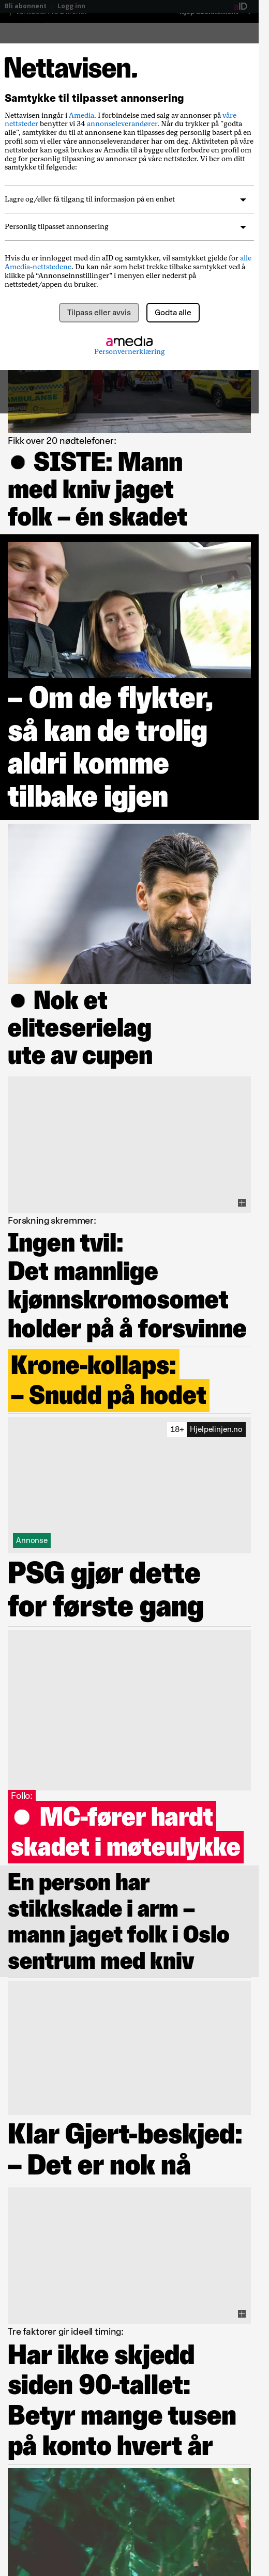 Bli abonnent | Logg inn
aID
Nettavisen.
Samtykke til tilpasset annonsering
Nettavisen inngår i Amedia. I forbindelse med salg av annonser på våre
nettsteder benytter vi 34 annonseleverandører. Når du trykker på "godta
alle", samtykker du til at annonsene kan tilpasses deg personlig basert på en
profil som vi eller våre annonseleverandører har om deg. Aktiviteten på våre
nettsteder kan også brukes av Amedia til å bygge eller forbedre en profil om
deg for personlig tilpasning av annonser på våre nettsteder. Vi ber om ditt
samtykke til følgende:
Lagre og/eller få tilgang til informasjon på en enhet
Personlig tilpasset annonsering
Hvis du er innlogget med din aID og samtykker, vil samtykket gjelde for alle
Amedia-nettstedene. Du kan når som helst trekke tilbake samtykket ved å
klikke på “Annonseinnstillinger” i menyen eller nederst på
nettstedet/appen du bruker.
Tilpass eller avvis
Godta alle
amedia
Personvernerklæring
AMBULANSE
Fikk over 20 nødtelefoner:
● SISTE: Mann
med kniv jaget
folk – én skadet
– Om de flykter,
så kan de trolig
aldri komme
tilbake igjen
● Nok et
eliteserielag
ute av cupen
Forskning skremmer:
Ingen tvil:
Det mannlige
kjønnskromosomet
holder på å forsvinne
Krone-kollaps:
– Snudd på hodet
18+ Hjelpelinjen.no
Annonse
PSG gjør dette
for første gang
Follo:
● MC-fører hardt
skadet i møteulykke
En person har
stikkskade i arm –
mann jaget folk i Oslo
sentrum med kniv
Klar Gjert-beskjed:
– Det er nok nå
Tre faktorer gir ideell timing:
Har ikke skjedd
siden 90-tallet:
Betyr mange tusen
på konto hvert år